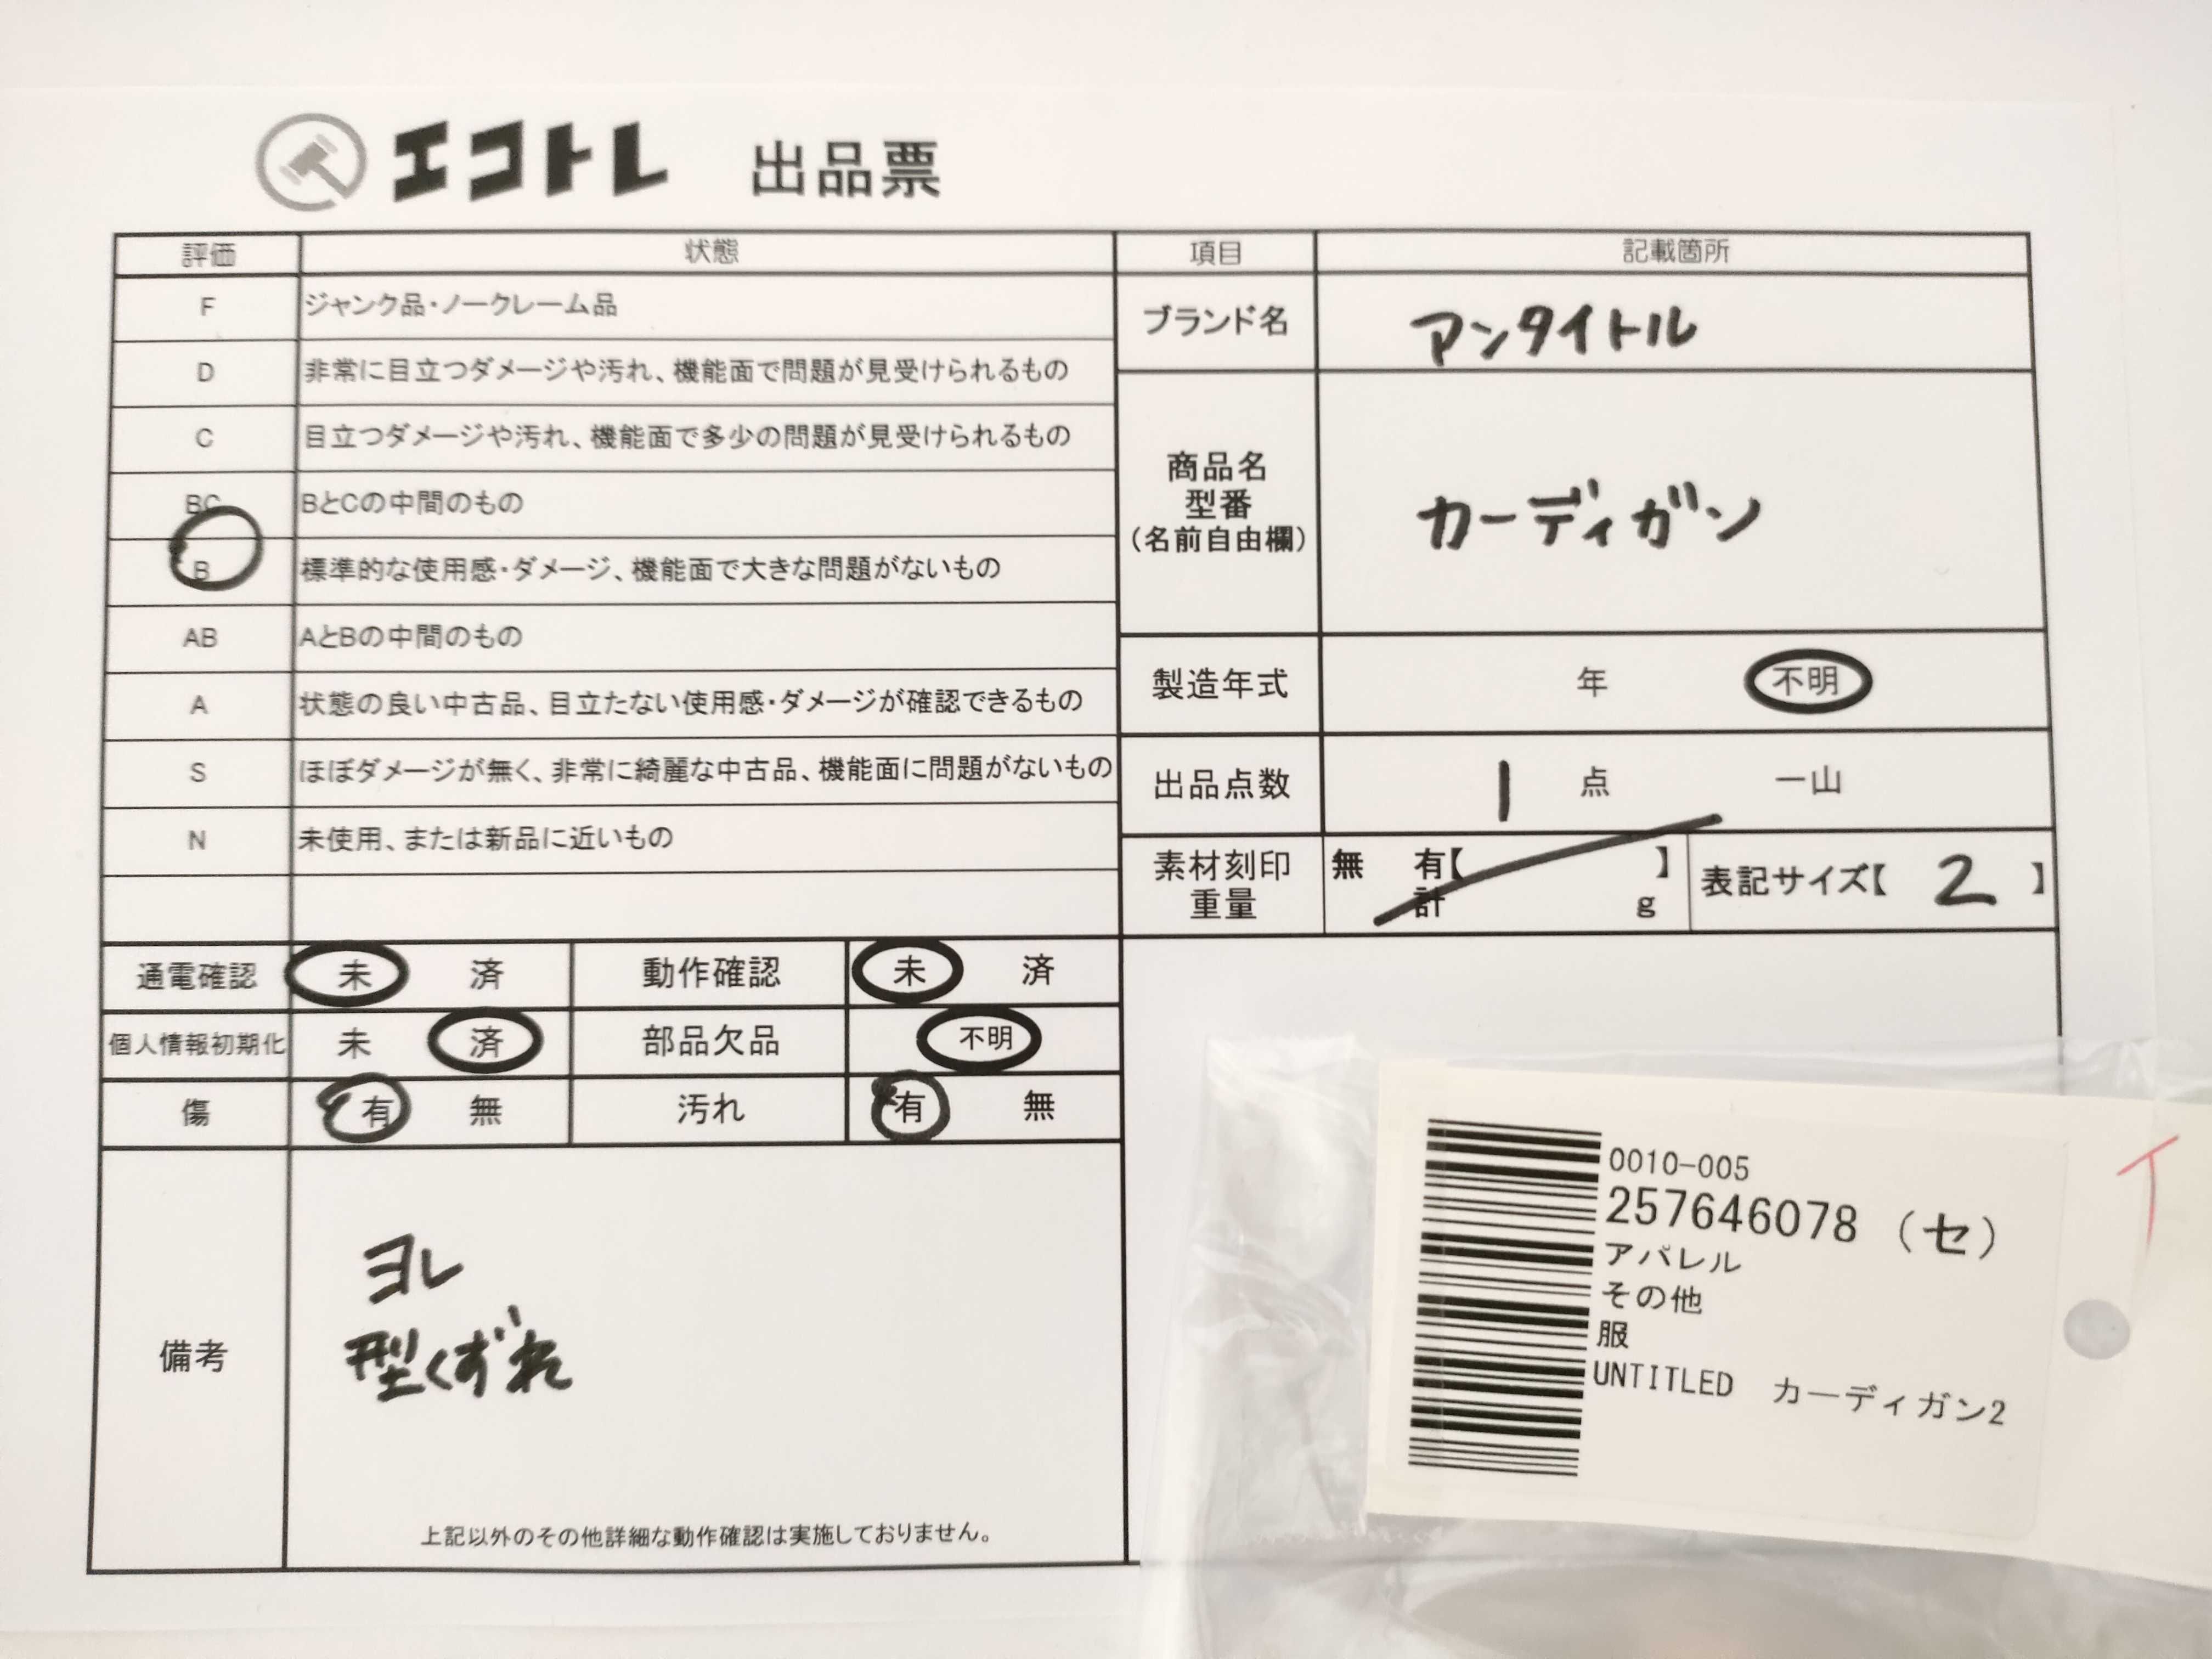 エコトレ 出品票
評価 状態
F ジャンク品・ノークレーム品
D 非常に目立つダメージや汚れ、機能面で問題が見受けられるもの
C 目立つダメージや汚れ、機能面で多少の問題が見受けられるもの
BC BとCの中間のもの
B 標準的な使用感・ダメージ、機能面で大きな問題がないもの
AB AとBの中間のもの
A 状態の良い中古品、目立たない使用感・ダメージが確認できるもの
S ほぼダメージが無く、非常に綺麗な中古品、機能面に問題がないもの
N 未使用、または新品に近いもの
通電確認 未 済 動作確認 未 済
個人情報初期化 未 済 部品欠品 不明
傷 有 無 汚れ 有 無
備考
ヨレ
型くずれ
上記以外のその他詳細な動作確認は実施しておりません。
項目 記載箇所
ブランド名 アンタイトル
商品名
型番
(名前自由欄)
カーディガン
製造年式 年 不明
出品点数 1 点 一山
素材刻印 無 有【 】
重量 計 g
表記サイズ【 2 】
0010-005
257646078 (セ)
アパレル
その他
服
UNTITLED カーディガン2